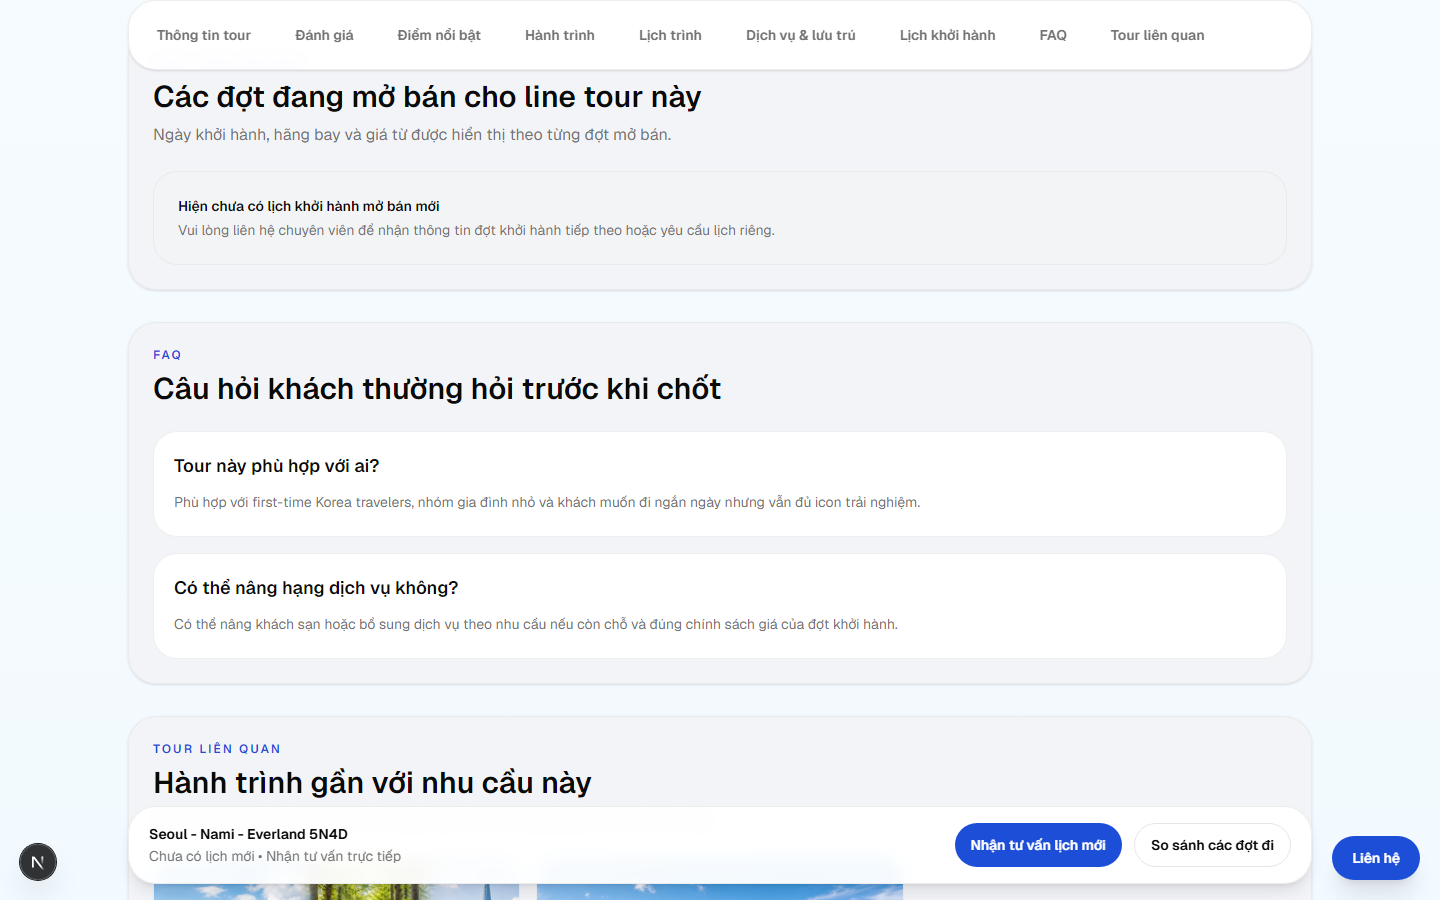 Thông tin tour
Đánh giá
Điểm nổi bật
Hành trình
Lịch trình
Dịch vụ & lưu trú
Lịch khởi hành
FAQ
Tour liên quan
Các đợt đang mở bán cho line tour này
Ngày khởi hành, hãng bay và giá từ được hiển thị theo từng đợt mở bán.
Hiện chưa có lịch khởi hành mở bán mới
Vui lòng liên hệ chuyên viên để nhận thông tin đợt khởi hành tiếp theo hoặc yêu cầu lịch riêng.
FAQ
Câu hỏi khách thường hỏi trước khi chốt
Tour này phù hợp với ai?
Phù hợp với first-time Korea travelers, nhóm gia đình nhỏ và khách muốn đi ngắn ngày nhưng vẫn đủ icon trải nghiệm.
Có thể nâng hạng dịch vụ không?
Có thể nâng khách sạn hoặc bổ sung dịch vụ theo nhu cầu nếu còn chỗ và đúng chính sách giá của đợt khởi hành.
TOUR LIÊN QUAN
Hành trình gần với nhu cầu này
Seoul - Nami - Everland 5N4D
Chưa có lịch mới • Nhận tư vấn trực tiếp
Nhận tư vấn lịch mới
So sánh các đợt đi
Liên hệ
N